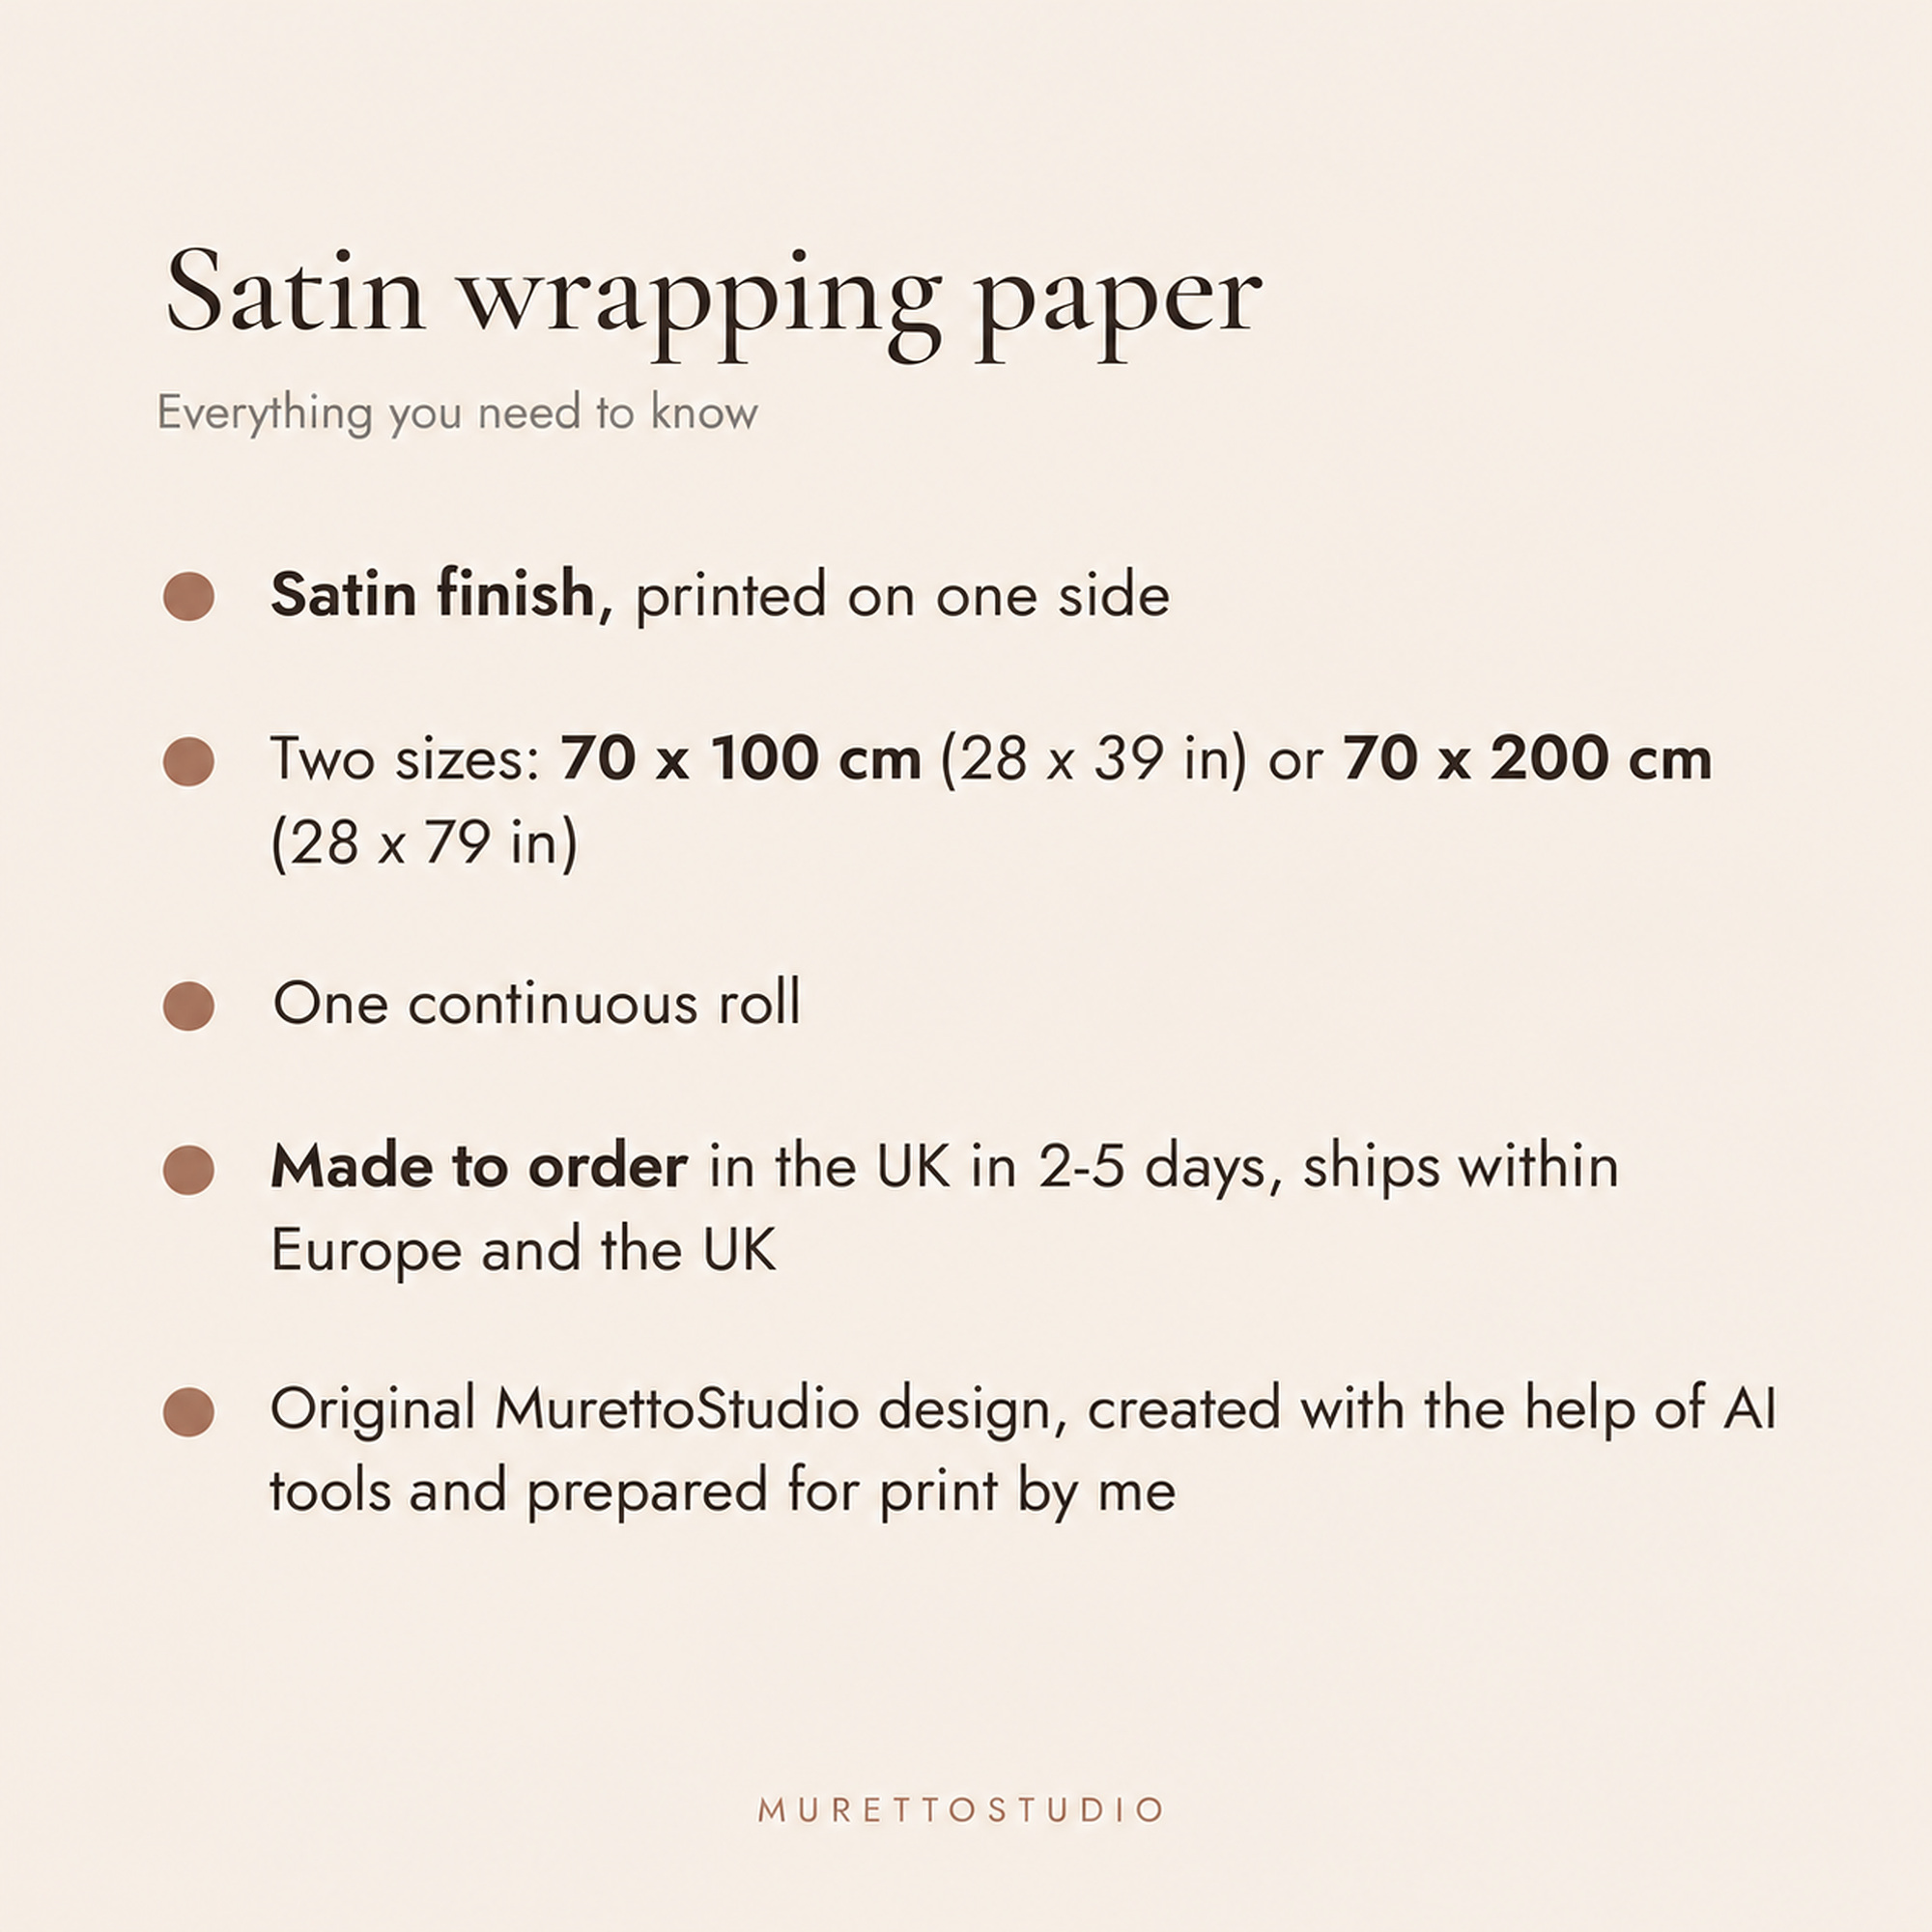 Satin wrapping paper
Everything you need to know
Satin finish, printed on one side
Two sizes: 70 x 100 cm (28 x 39 in) or 70 x 200 cm
(28 x 79 in)
One continuous roll
Made to order in the UK in 2-5 days, ships within
Europe and the UK
Original MurettoStudio design, created with the help of AI
tools and prepared for print by me
MURETTOSTUDIO